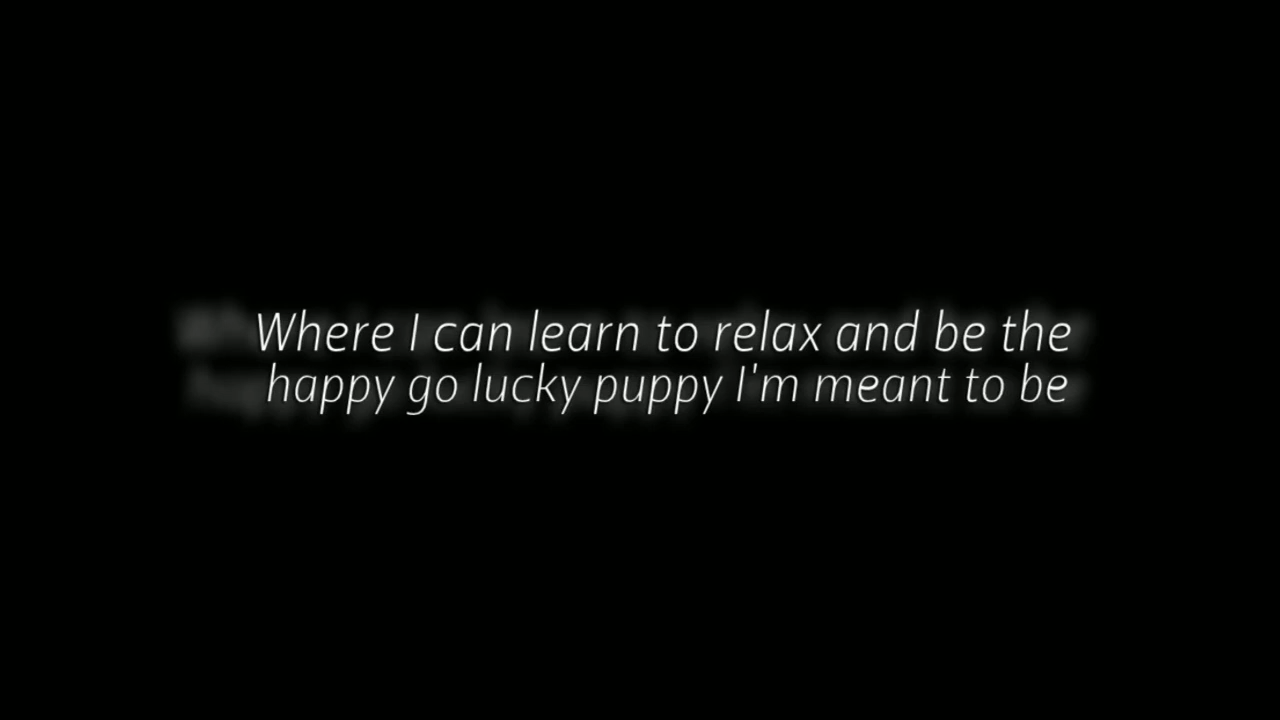 Where I can learn to relax and be the
happy go lucky puppy I'm meant to be